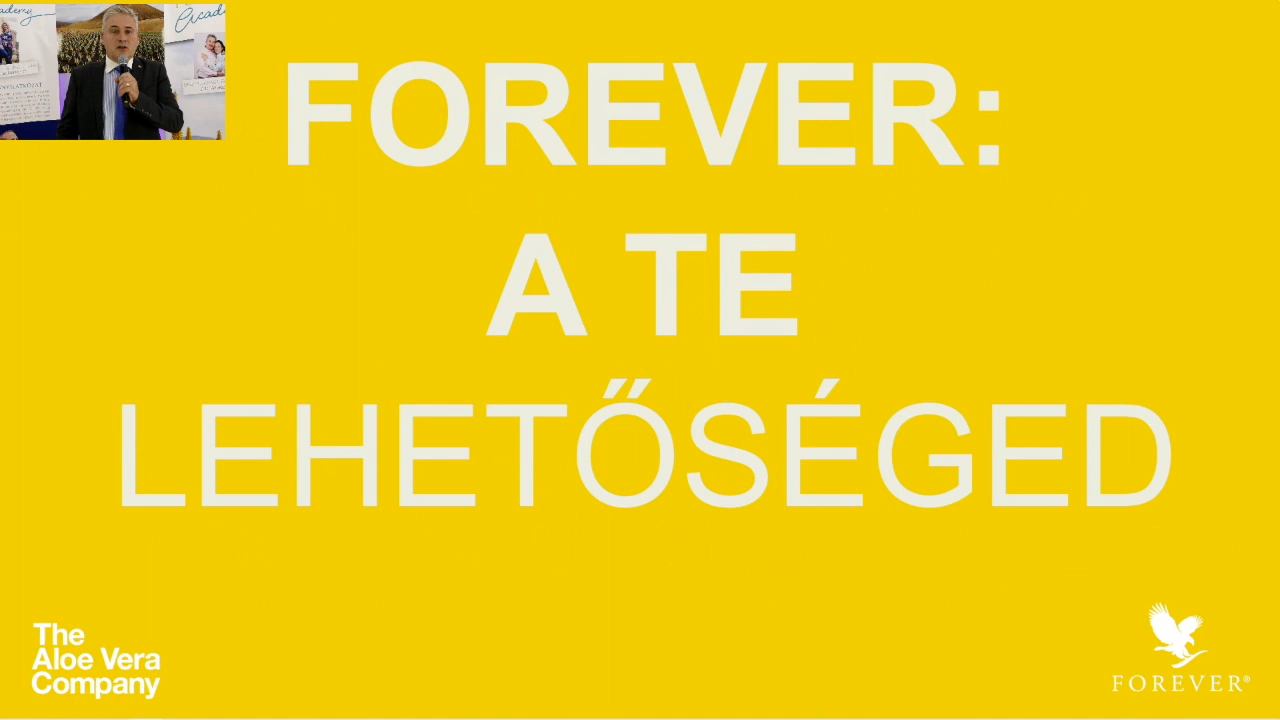 FOREVER:
A TE
LEHETŐSÉGED
The
Aloe Vera
Company
FOREVER®